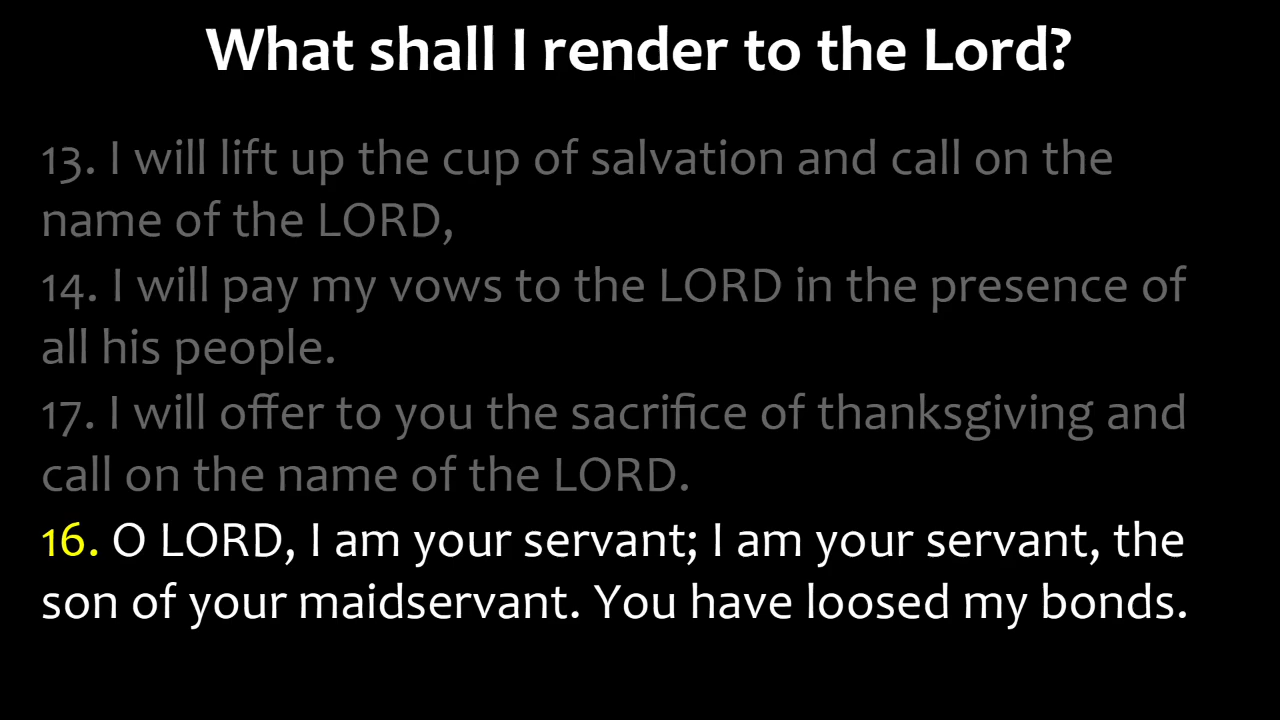 What shall I render to the Lord?
13. I will lift up the cup of salvation and call on the
name of the LORD,
14. I will pay my vows to the LORD in the presence of
all his people.
17. I will offer to you the sacrifice of thanksgiving and
call on the name of the LORD.
16. O LORD, I am your servant; I am your servant, the
son of your maidservant. You have loosed my bonds.